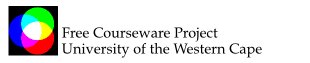 Free Courseware Project
University of the Western Cape